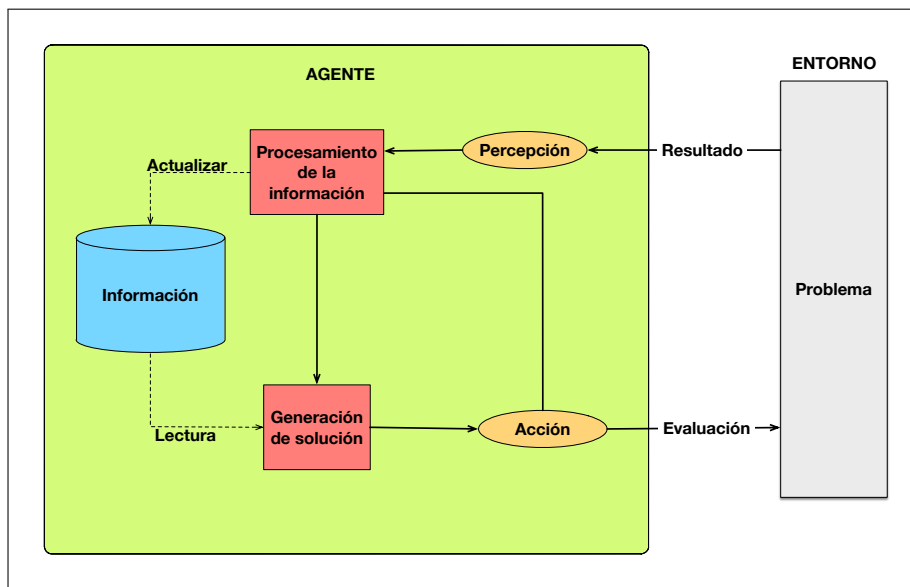 AGENTE
ENTORNO
Procesamiento
de la
información
Percepción
Resultado
Actualizar
Información
Problema
Generación
de solución
Lectura
Acción
Evaluación